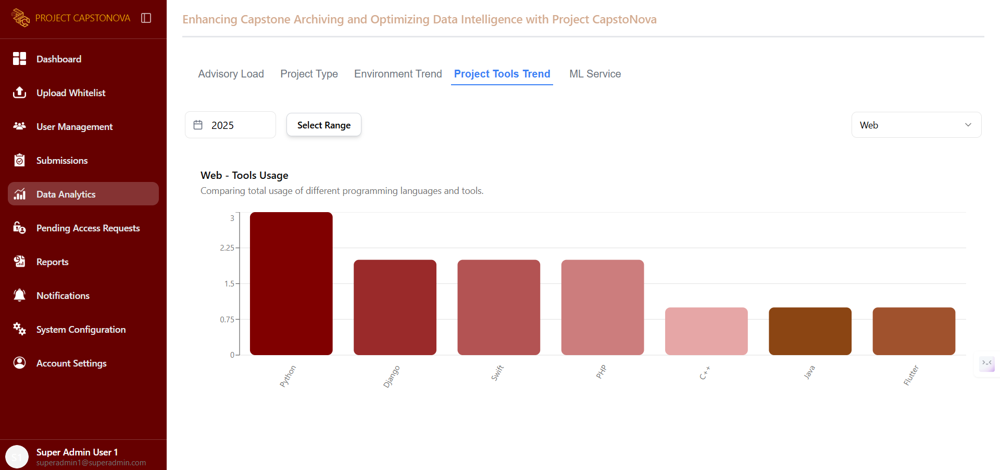 PROJECT CAPSTONOVA
Dashboard
Upload Whitelist
User Management
Submissions
Data Analytics
Pending Access Requests
Reports
Notifications
System Configuration
Account Settings
S1
Super Admin User 1
superadmin1@superadmin.com
Enhancing Capstone Archiving and Optimizing Data Intelligence with Project CapstoNova
Advisory Load Project Type Environment Trend Project Tools Trend ML Service
2025 Select Range Web
Web - Tools Usage
Comparing total usage of different programming languages and tools.
3
2.25
1.5
0.75
0
Python Django Swift PHP C++ Java Flutter